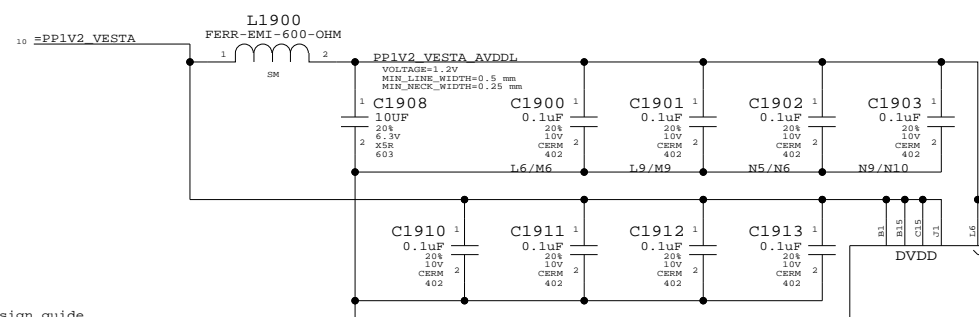 L1900
FERR-EMI-600-OHM
10 =PP1V2_VESTA
1 2
SM
PP1V2_VESTA_AVDDL
VOLTAGE=1.2V
MIN_LINE_WIDTH=0.5 mm
MIN_NECK_WIDTH=0.25 mm
1 C1908
10UF
20%
6.3V
2 X5R
603
C1900 1
0.1uF
20%
10V
CERM 2
402
L6/M6
C1901 1
0.1uF
20%
10V
CERM 2
402
L9/M9
C1902 1
0.1uF
20%
10V
CERM 2
402
N5/N6
C1903 1
0.1uF
20%
10V
CERM 2
402
N9/N10
C1910 1
0.1uF
20%
10V
CERM 2
402
C1911 1
0.1uF
20%
10V
CERM 2
402
C1912 1
0.1uF
20%
10V
CERM 2
402
C1913 1
0.1uF
20%
10V
CERM 2
402
B1
B15
C15
J1
L6
DVDD
sign guide